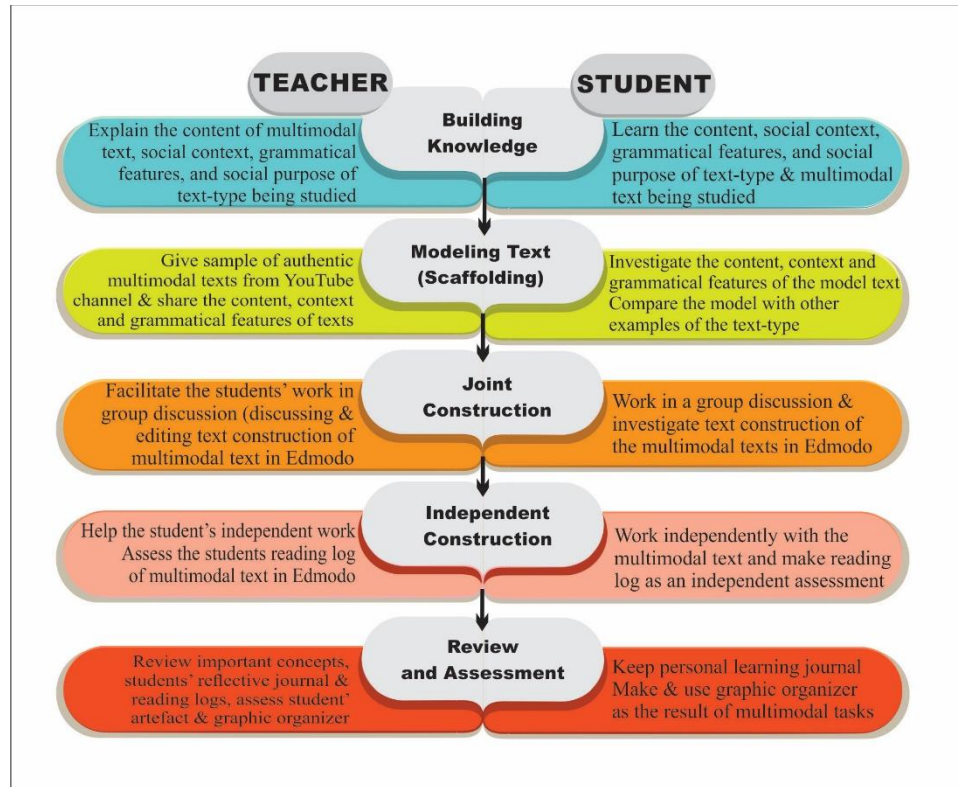 TEACHER
STUDENT
Building
Knowledge
Explain the content of multimodal
text, social context, grammatical
features, and social purpose of
text-type being studied
Learn the content, social context,
grammatical features, and social
purpose of text-type & multimodal
text being studied
Modeling Text
(Scaffolding)
Give sample of authentic
multimodal texts from YouTube
channel & share the content, context
and grammatical features of texts
Investigate the content, context and
grammatical features of the model text
Compare the model with other
examples of the text-type
Joint
Construction
Facilitate the students' work in
group discussion (discussing &
editing text construction of
multimodal text in Edmodo
Work in a group discussion &
investigate text construction of
the multimodal texts in Edmodo
Independent
Construction
Help the student's independent work
Assess the students reading log
of multimodal text in Edmodo
Work independently with the
multimodal text and make reading
log as an independent assessment
Review
and Assessment
Review important concepts,
students' reflective journal &
reading logs, assess student'
artefact & graphic organizer
Keep personal learning journal
Make & use graphic organizer
as the result of multimodal tasks